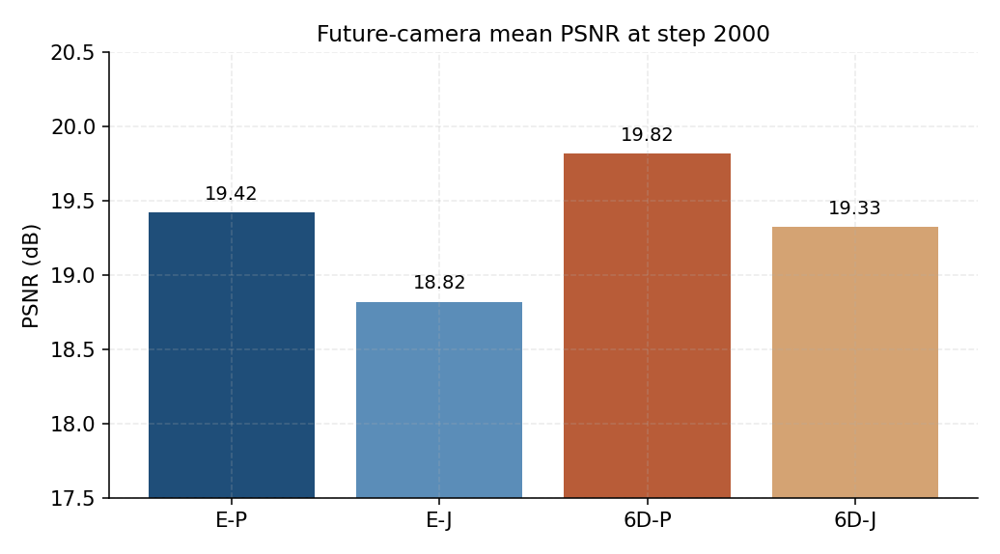 Future-camera mean PSNR at step 2000
PSNR (dB)
20.5
20.0
19.5
19.0
18.5
18.0
17.5
19.42
18.82
19.82
19.33
E-P
E-J
6D-P
6D-J